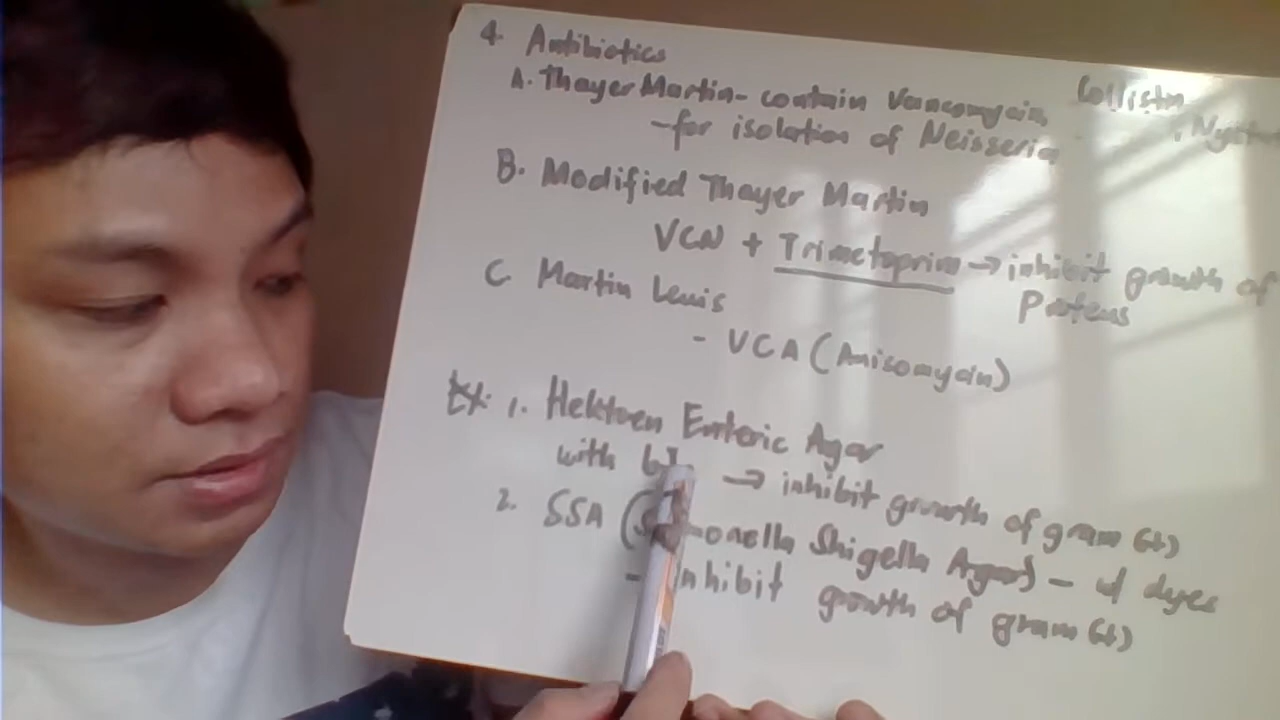 4. Antibiotics
A. Thayer Martin - contain Vancomycin, Collistin,
- for isolation of Neisseria
B. Modified Thayer Martin
VCN + Trimetoprim → inhibit growth of
Proteus
C Martin Lewis
- VCA (Anisomycin)
Ex: 1. Hektoen Enteric Agar
with → inhibit growth of gram (+)
2. SSA (Salmonella Shigella Agar) - w/ dyes
- inhibit growth of gram (+)